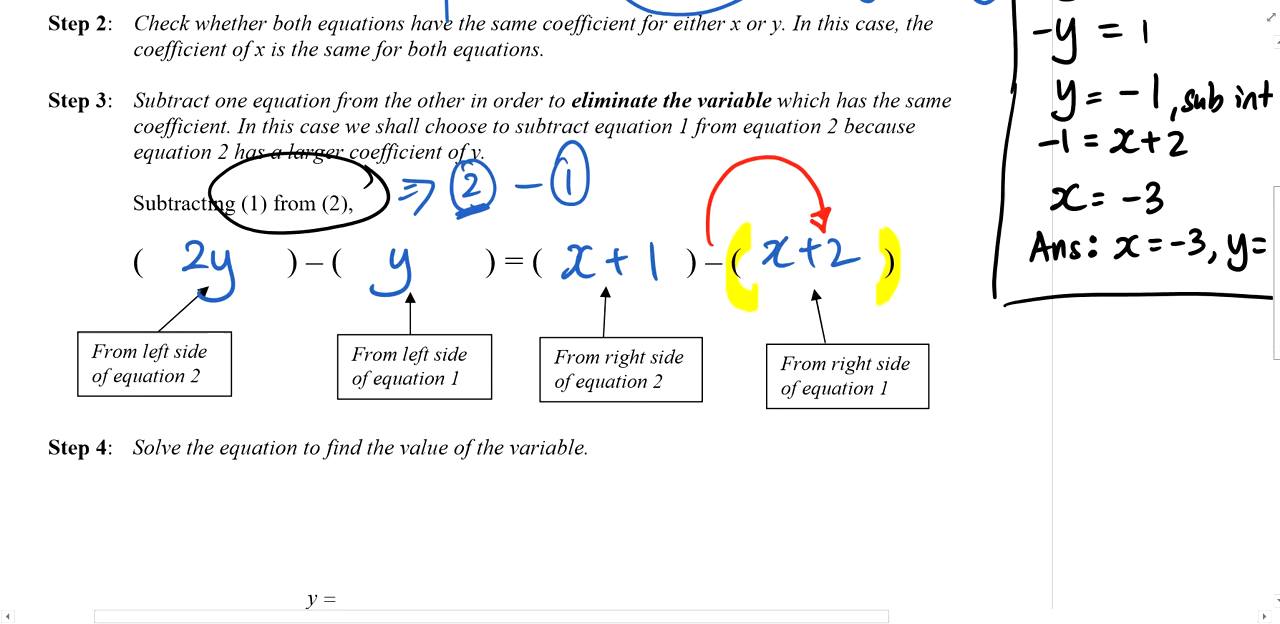 Step 2: Check whether both equations have the same coefficient for either x or y. In this case, the
coefficient of x is the same for both equations.
Step 3: Subtract one equation from the other in order to eliminate the variable which has the same
coefficient. In this case we shall choose to subtract equation 1 from equation 2 because
equation 2 has a larger coefficient of y.
Subtracting (1) from (2), ⇒ ② - ①
( 2y ) – ( y ) = ( x + 1 ) – ( x + 2 )
From left side
of equation 2
From left side
of equation 1
From right side
of equation 2
From right side
of equation 1
Step 4: Solve the equation to find the value of the variable.
y =
-y = 1
y = -1, sub int
-1 = x + 2
x = -3
Ans: x = -3, y =